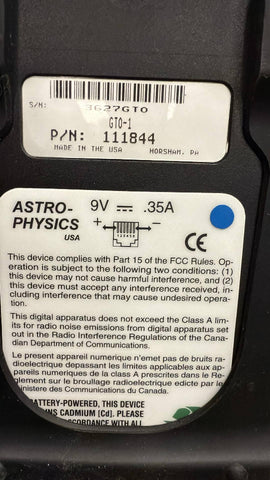 S/N:
3627GTO
GTO-1
P/N: 111844
MADE IN THE USA HORSHAM, PA
ASTRO- 9V .35A
PHYSICS + -
USA 123456
CE
This device complies with Part 15 of the FCC Rules. Op-
eration is subject to the following two conditions: (1)
this device may not cause harmful interference, and (2)
this device must accept any interference received, in-
cluding interference that may cause undesired opera-
tion.
This digital apparatus does not exceed the Class A lim-
its for radio noise emissions from digital apparatus set
out in the Radio Interference Regulations of the Cana-
dian Department of Communications.
Le present appareil numerique n'emet pas de bruits ra-
dioelectrique depassant les limites applicables aux ap-
pareils numeriques de la class A prescrites dans le Re-
glement sur le brouillage radioelectrique edicte par le
inistere des Communications du Canada.
ATTERY-POWERED, THIS DEVICE
INS CADMIUM [Cd]. PLEASE
CCORDANCE WITH ALL